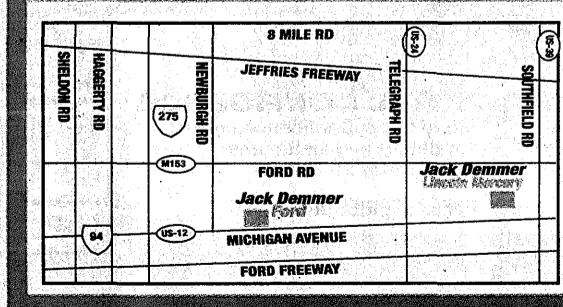 8 MILE RD
US-24
US-39
JEFFRIES FREEWAY
SHELDON RD
HAGGERTY RD
NEWBURGH RD
TELEGRAPH RD
SOUTHFIELD RD
275
M153
FORD RD
Jack Demmer
Lincoln Mercury
Jack Demmer
Ford
94
US-12
MICHIGAN AVENUE
FORD FREEWAY